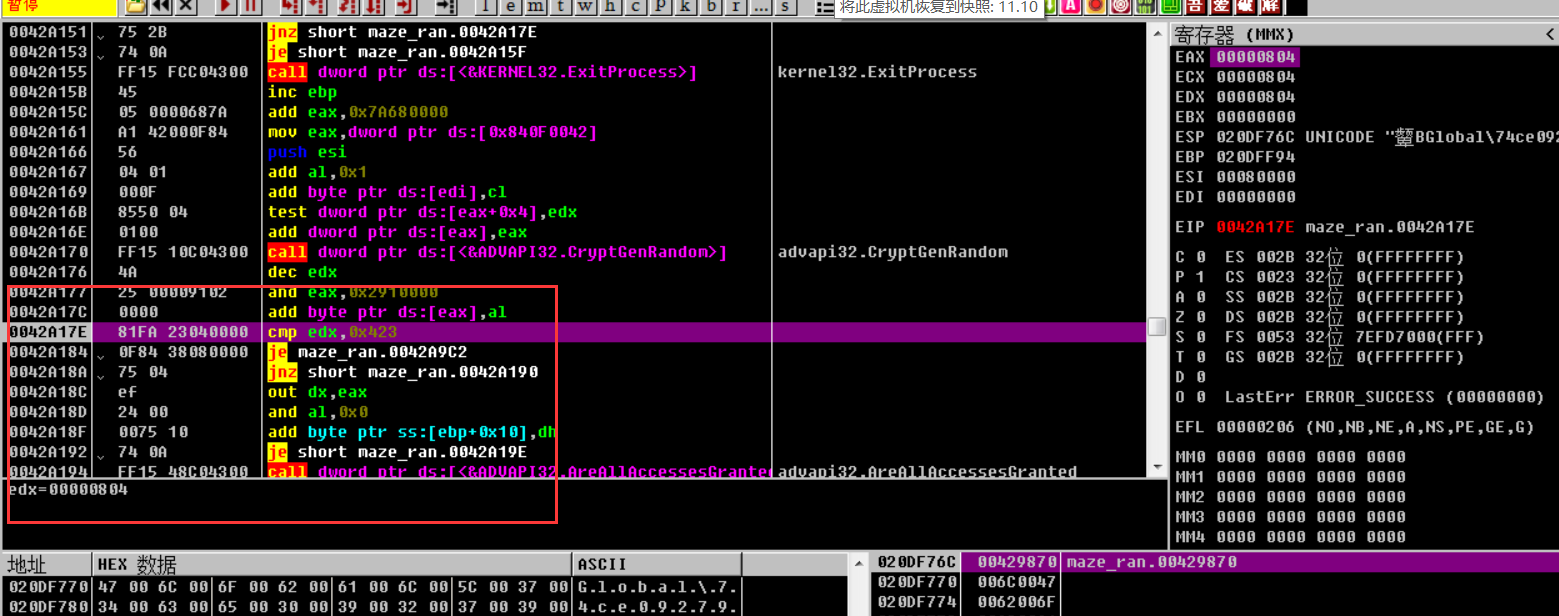 暂停
l e m t w h c P k b r ... s
将此虚拟机恢复到快照: 11.10
吾 爱 破 解
0042A151 75 2B jnz short maze_ran.0042A17E
0042A153 74 0A je short maze_ran.0042A15F
0042A155 FF15 FCC04300 call dword ptr ds:[<&KERNEL32.ExitProcess>] kernel32.ExitProcess
0042A15B 45 inc ebp
0042A15C 05 0000687A add eax,0x7A680000
0042A161 A1 42000F84 mov eax,dword ptr ds:[0x840F0042]
0042A166 56 push esi
0042A167 04 01 add al,0x1
0042A169 000F add byte ptr ds:[edi],cl
0042A16B 8550 04 test dword ptr ds:[eax+0x4],edx
0042A16E 0100 add dword ptr ds:[eax],eax
0042A170 FF15 10C04300 call dword ptr ds:[<&ADVAPI32.CryptGenRandom>] advapi32.CryptGenRandom
0042A176 4A dec edx
0042A177 25 00009102 and eax,0x2910000
0042A17C 0000 add byte ptr ds:[eax],al
0042A17E 81FA 23040000 cmp edx,0x423
0042A184 0F84 38080000 je maze_ran.0042A9C2
0042A18A 75 04 jnz short maze_ran.0042A190
0042A18C ef out dx,eax
0042A18D 24 00 and al,0x0
0042A18F 0075 10 add byte ptr ss:[ebp+0x10],dh
0042A192 74 0A je short maze_ran.0042A19E
0042A194 FF15 48C04300 call dword ptr ds:[<&ADVAPI32.AreAllAccessesGranted advapi32.AreAllAccessesGranted
edx=00000804
寄存器 (MMX) <
EAX 00000804
ECX 00000804
EDX 00000804
EBX 00000000
ESP 020DF76C UNICODE "BGlobal\74ce092
EBP 020DFF94
ESI 00080000
EDI 00000000
EIP 0042A17E maze_ran.0042A17E
C 0 ES 002B 32位 0(FFFFFFFF)
P 1 CS 0023 32位 0(FFFFFFFF)
A 0 SS 002B 32位 0(FFFFFFFF)
Z 0 DS 002B 32位 0(FFFFFFFF)
S 0 FS 0053 32位 7EFD7000(FFF)
T 0 GS 002B 32位 0(FFFFFFFF)
D 0
O 0 LastErr ERROR_SUCCESS (00000000)
EFL 00000206 (NO,NB,NE,A,NS,PE,GE,G)
MM0 0000 0000 0000 0000
MM1 0000 0000 0000 0000
MM2 0000 0000 0000 0000
MM3 0000 0000 0000 0000
MM4 0000 0000 0000 0000
地址 HEX 数据 ASCII
020DF770 47 00 6C 00 6F 00 62 00 61 00 6C 00 5C 00 37 00 G.l.o.b.a.l.\.7.
020DF780 34 00 63 00 65 00 30 00 39 00 32 00 37 00 39 00 4.c.e.0.9.2.7.9.
020DF76C 00429870 maze_ran.00429870
020DF770 006C0047
020DF774 0062006F